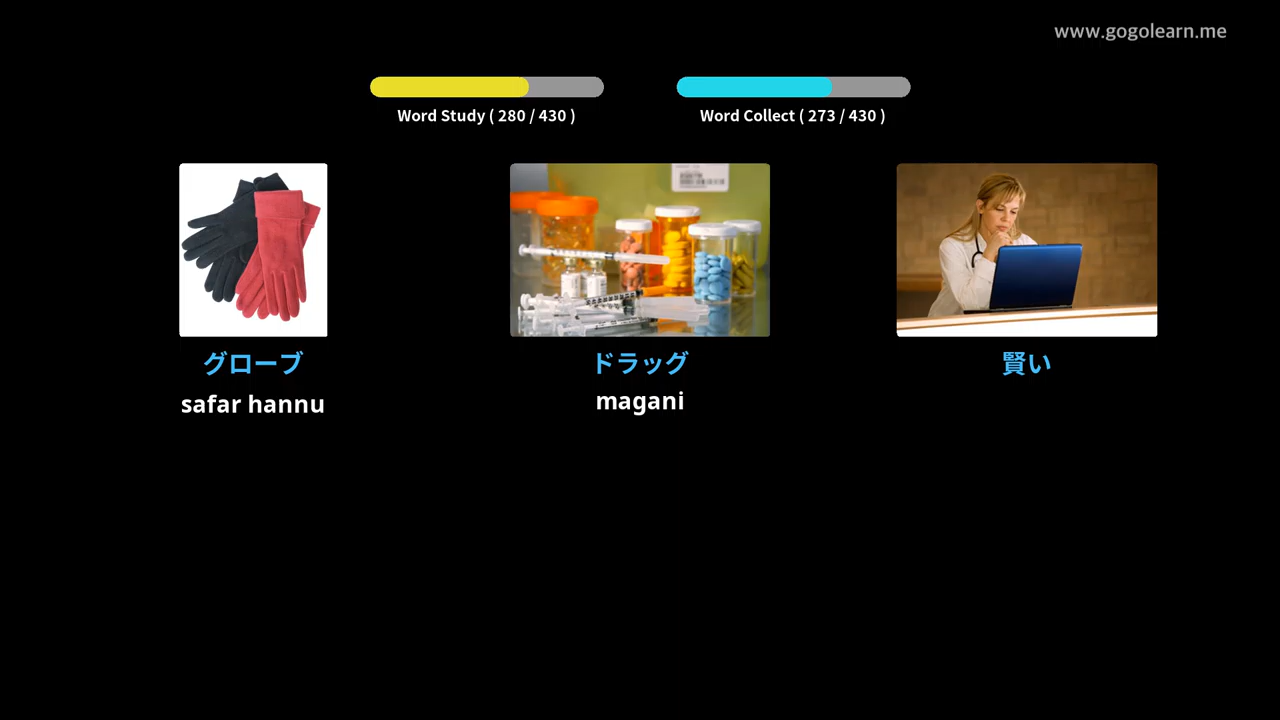 www.gogolearn.me
Word Study ( 280 / 430 )
Word Collect ( 273 / 430 )
グローブ
ドラッグ
賢い
safar hannu
magani